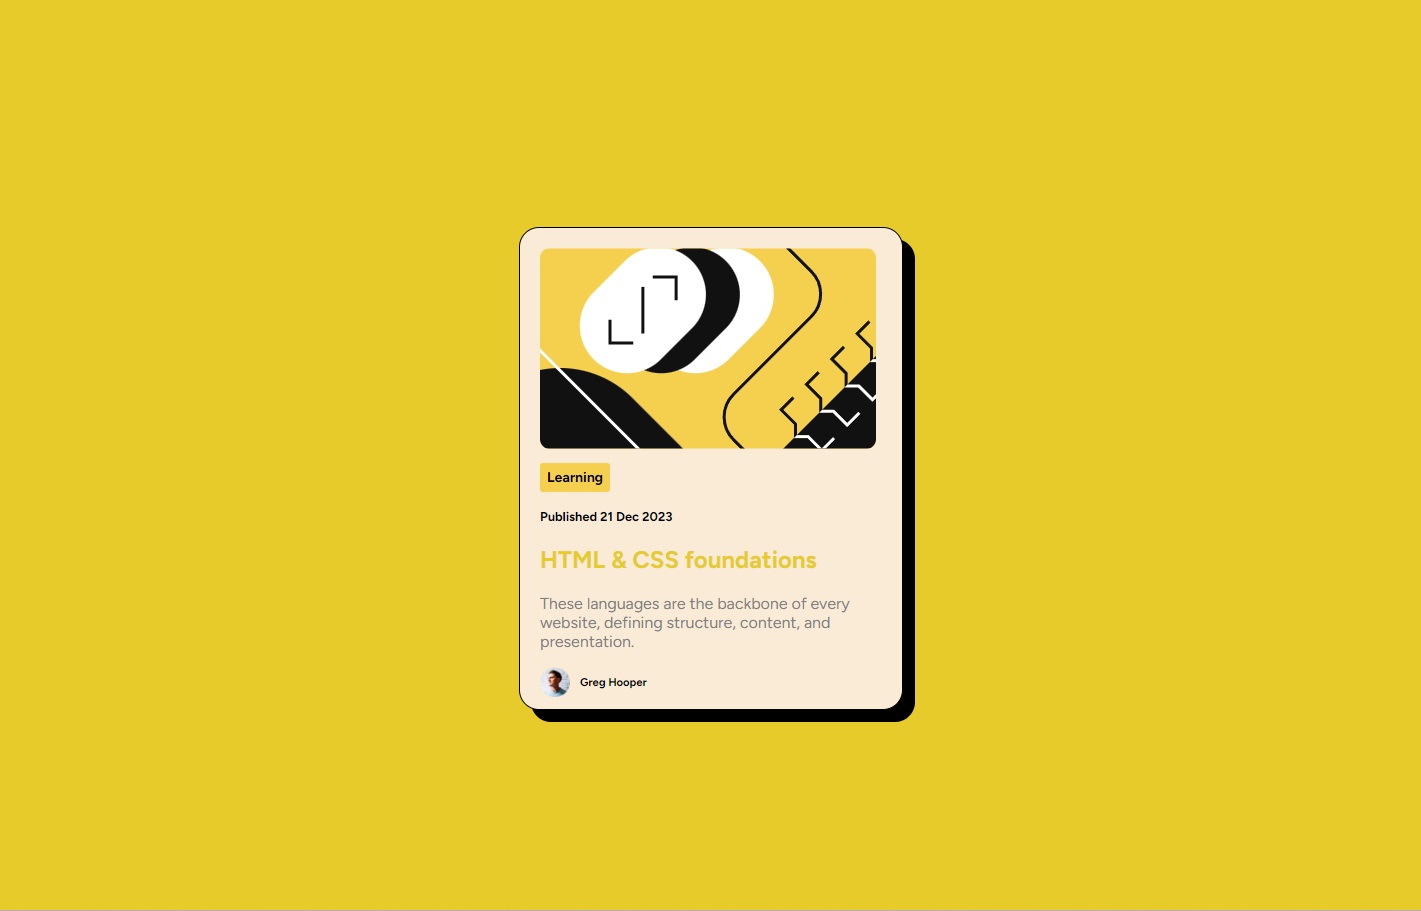 Learning
Published 21 Dec 2023
HTML & CSS foundations
These languages are the backbone of every
website, defining structure, content, and
presentation.
Greg Hooper